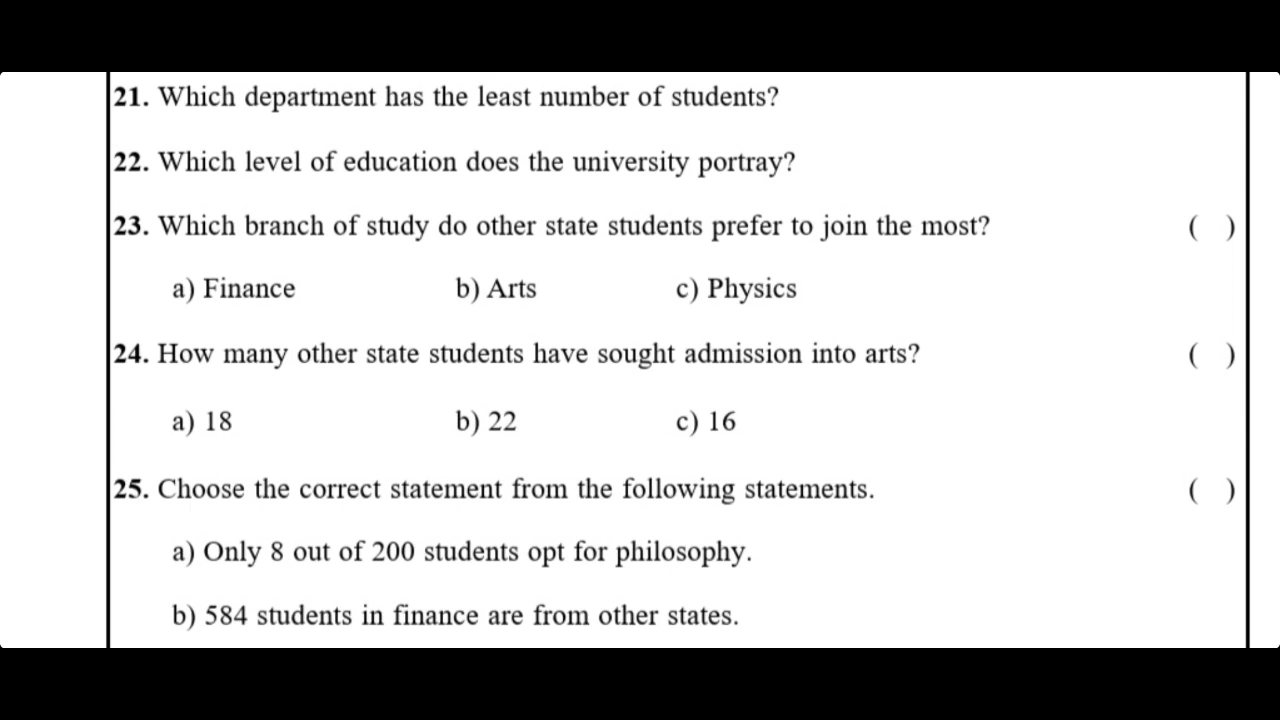 21. Which department has the least number of students?
22. Which level of education does the university portray?
23. Which branch of study do other state students prefer to join the most? ( )
a) Finance b) Arts c) Physics
24. How many other state students have sought admission into arts? ( )
a) 18 b) 22 c) 16
25. Choose the correct statement from the following statements. ( )
a) Only 8 out of 200 students opt for philosophy.
b) 584 students in finance are from other states.